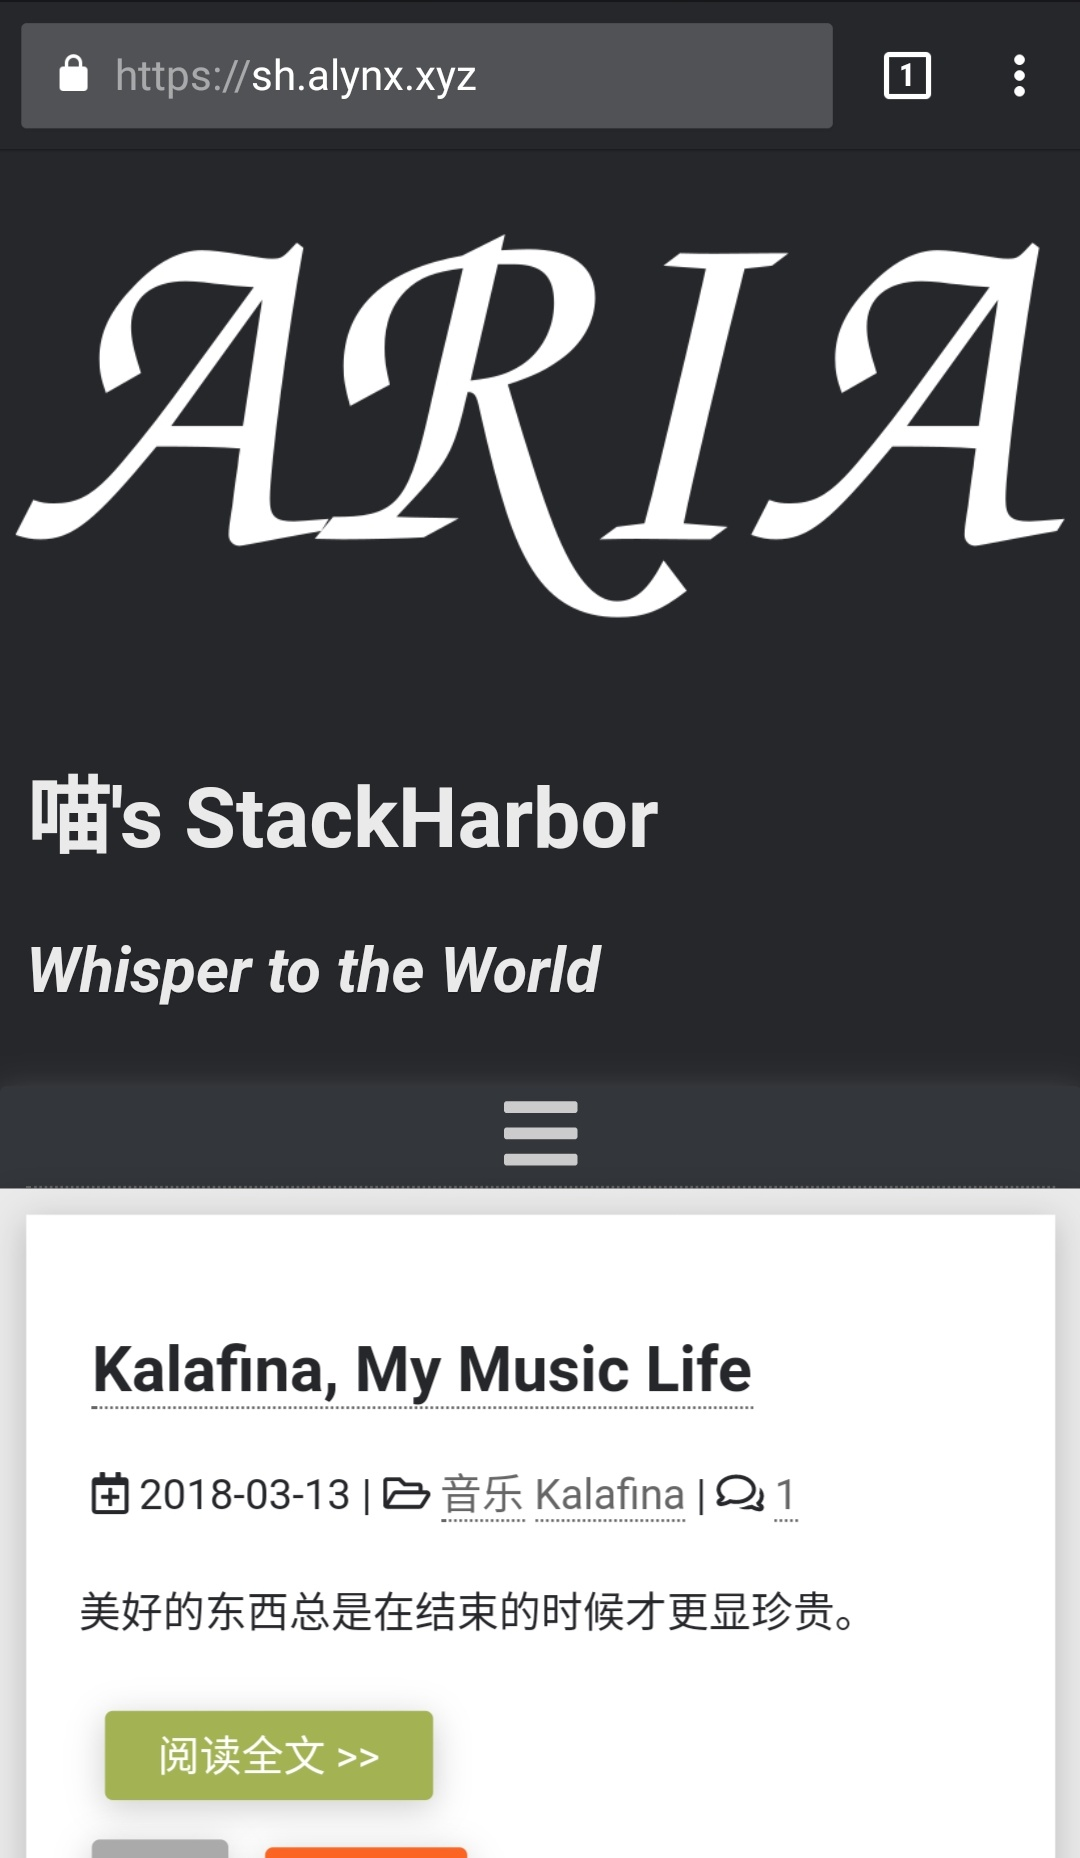 https://sh.alynx.xyz
1
ARIA
喵's StackHarbor
Whisper to the World
Kalafina, My Music Life
2018-03-13 | 音乐 Kalafina | 1
美好的东西总是在结束的时候才更显珍贵。
阅读全文 >>